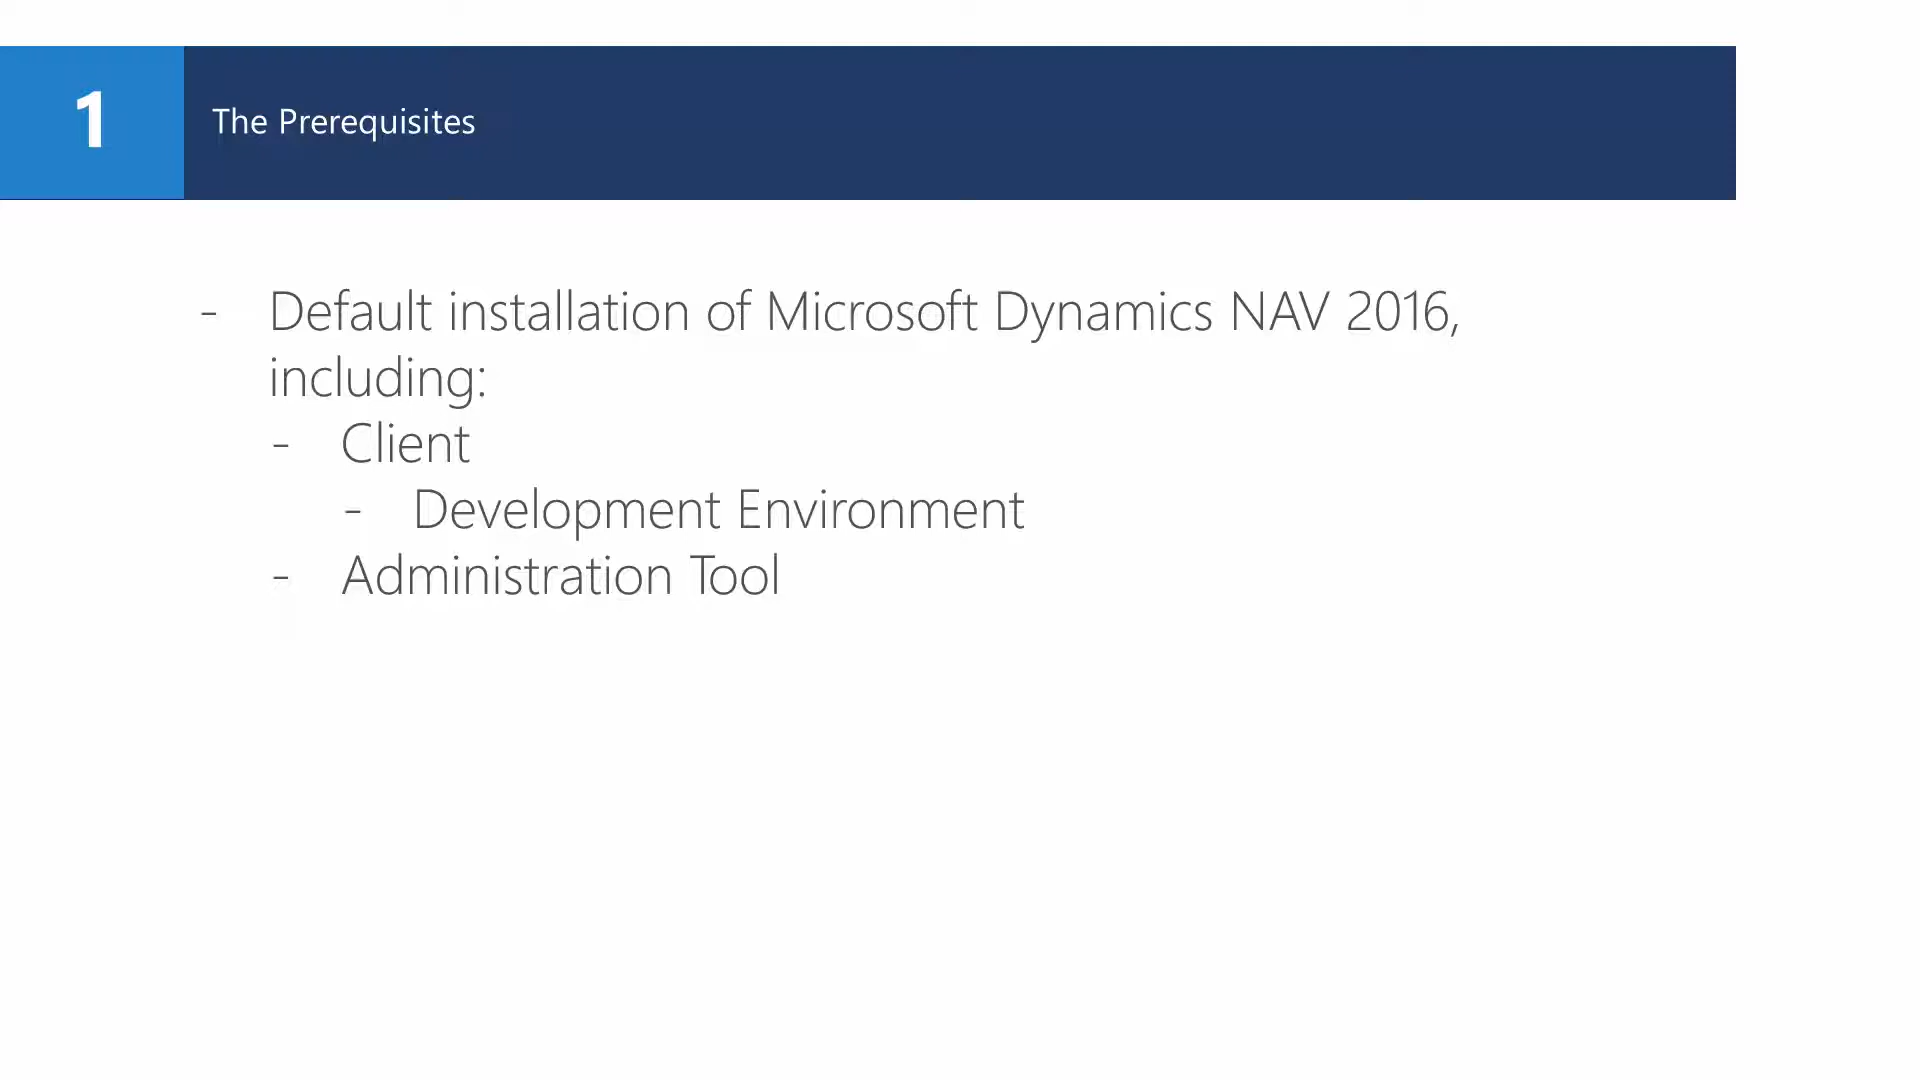 1
The Prerequisites
- Default installation of Microsoft Dynamics NAV 2016,
including:
- Client
- Development Environment
- Administration Tool